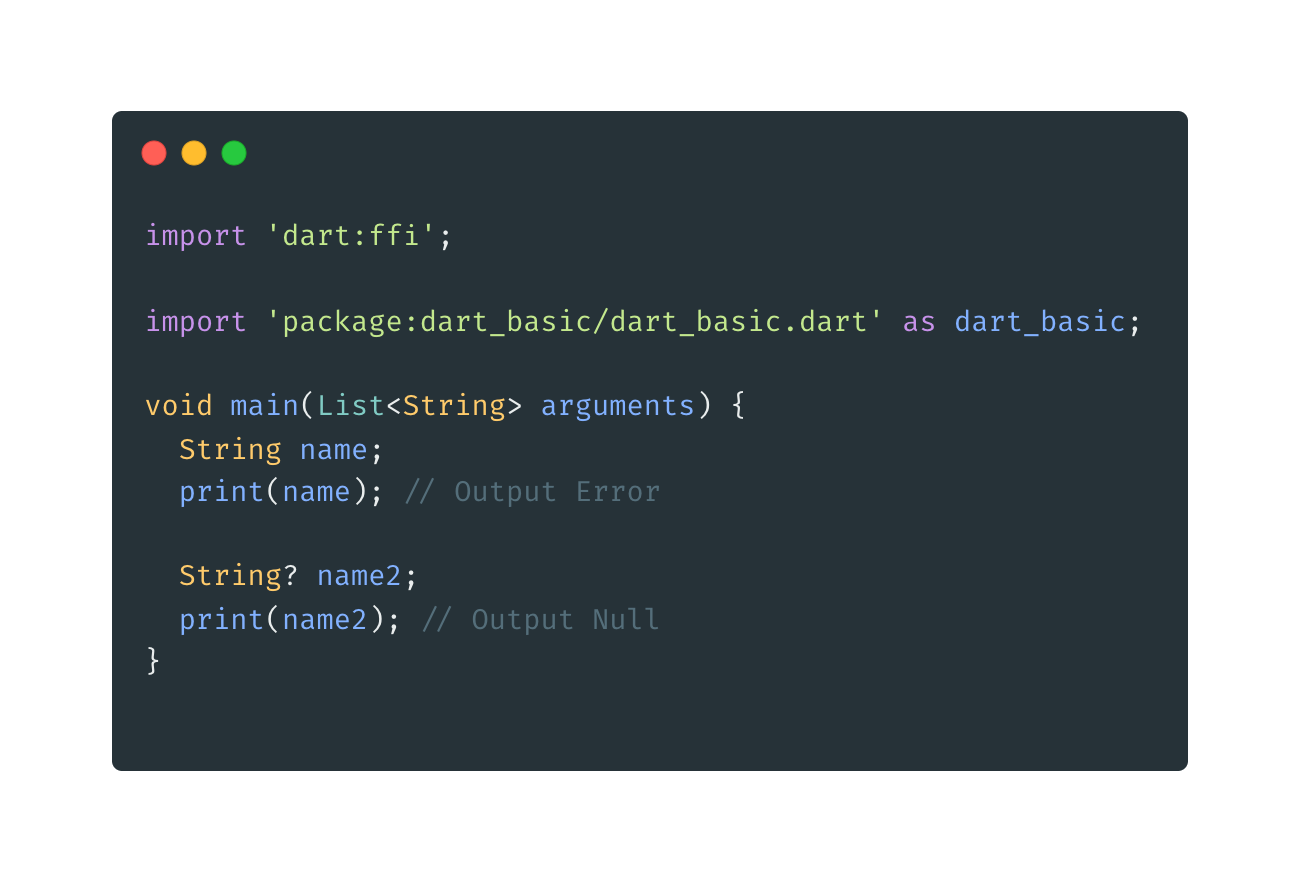 import 'dart:ffi';
import 'package:dart_basic/dart_basic.dart' as dart_basic;
void main(List<String> arguments) {
  String name;
  print(name); // Output Error
  String? name2;
  print(name2); // Output Null
}